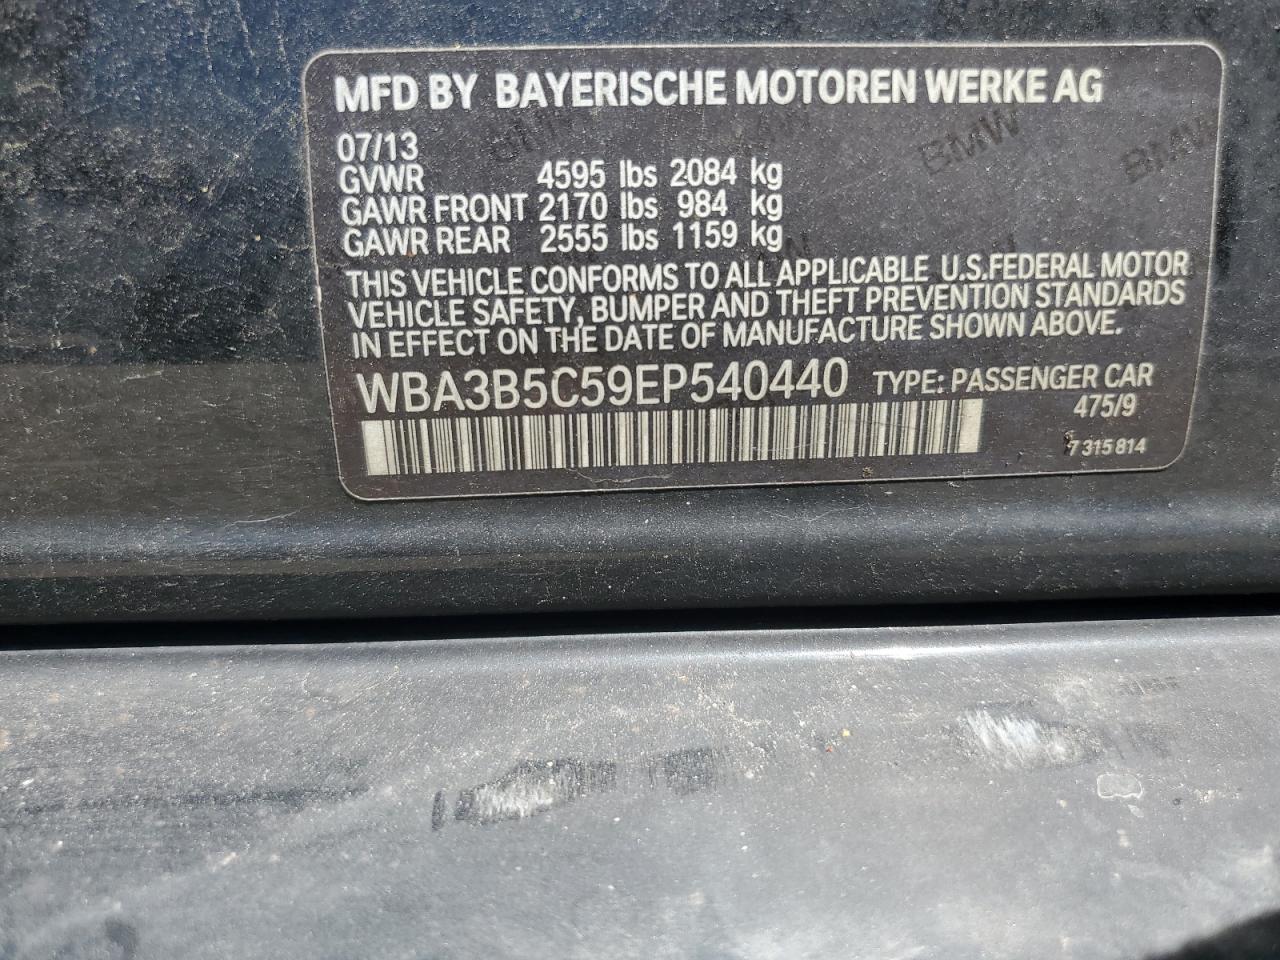 MFD BY BAYERISCHE MOTOREN WERKE AG
07/13
GVWR 4595 lbs 2084 kg
GAWR FRONT 2170 lbs 984 kg
GAWR REAR 2555 lbs 1159 kg
THIS VEHICLE CONFORMS TO ALL APPLICABLE U.S.FEDERAL MOTOR
VEHICLE SAFETY, BUMPER AND THEFT PREVENTION STANDARDS
IN EFFECT ON THE DATE OF MANUFACTURE SHOWN ABOVE.
WBA3B5C59EP540440 TYPE: PASSENGER CAR
475/9
7 315 814
BMW
BMW